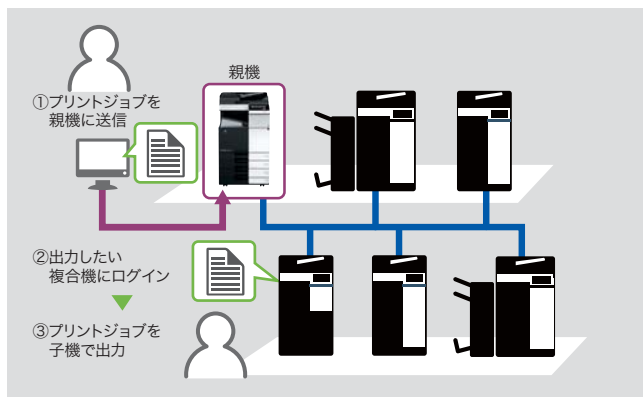 親機
①プリントジョブを
親機に送信
②出力したい
複合機にログイン
③プリントジョブを
子機で出力